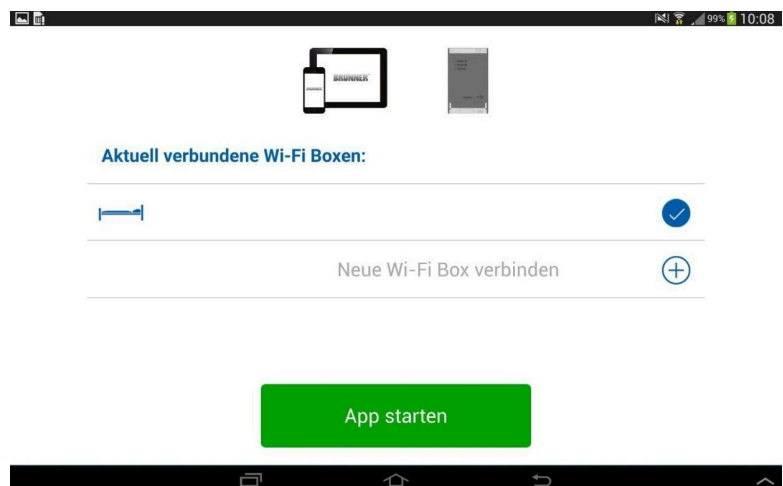 99% 10:08
BRUNNER
Aktuell verbundene Wi-Fi Boxen:
Neue Wi-Fi Box verbinden
App starten